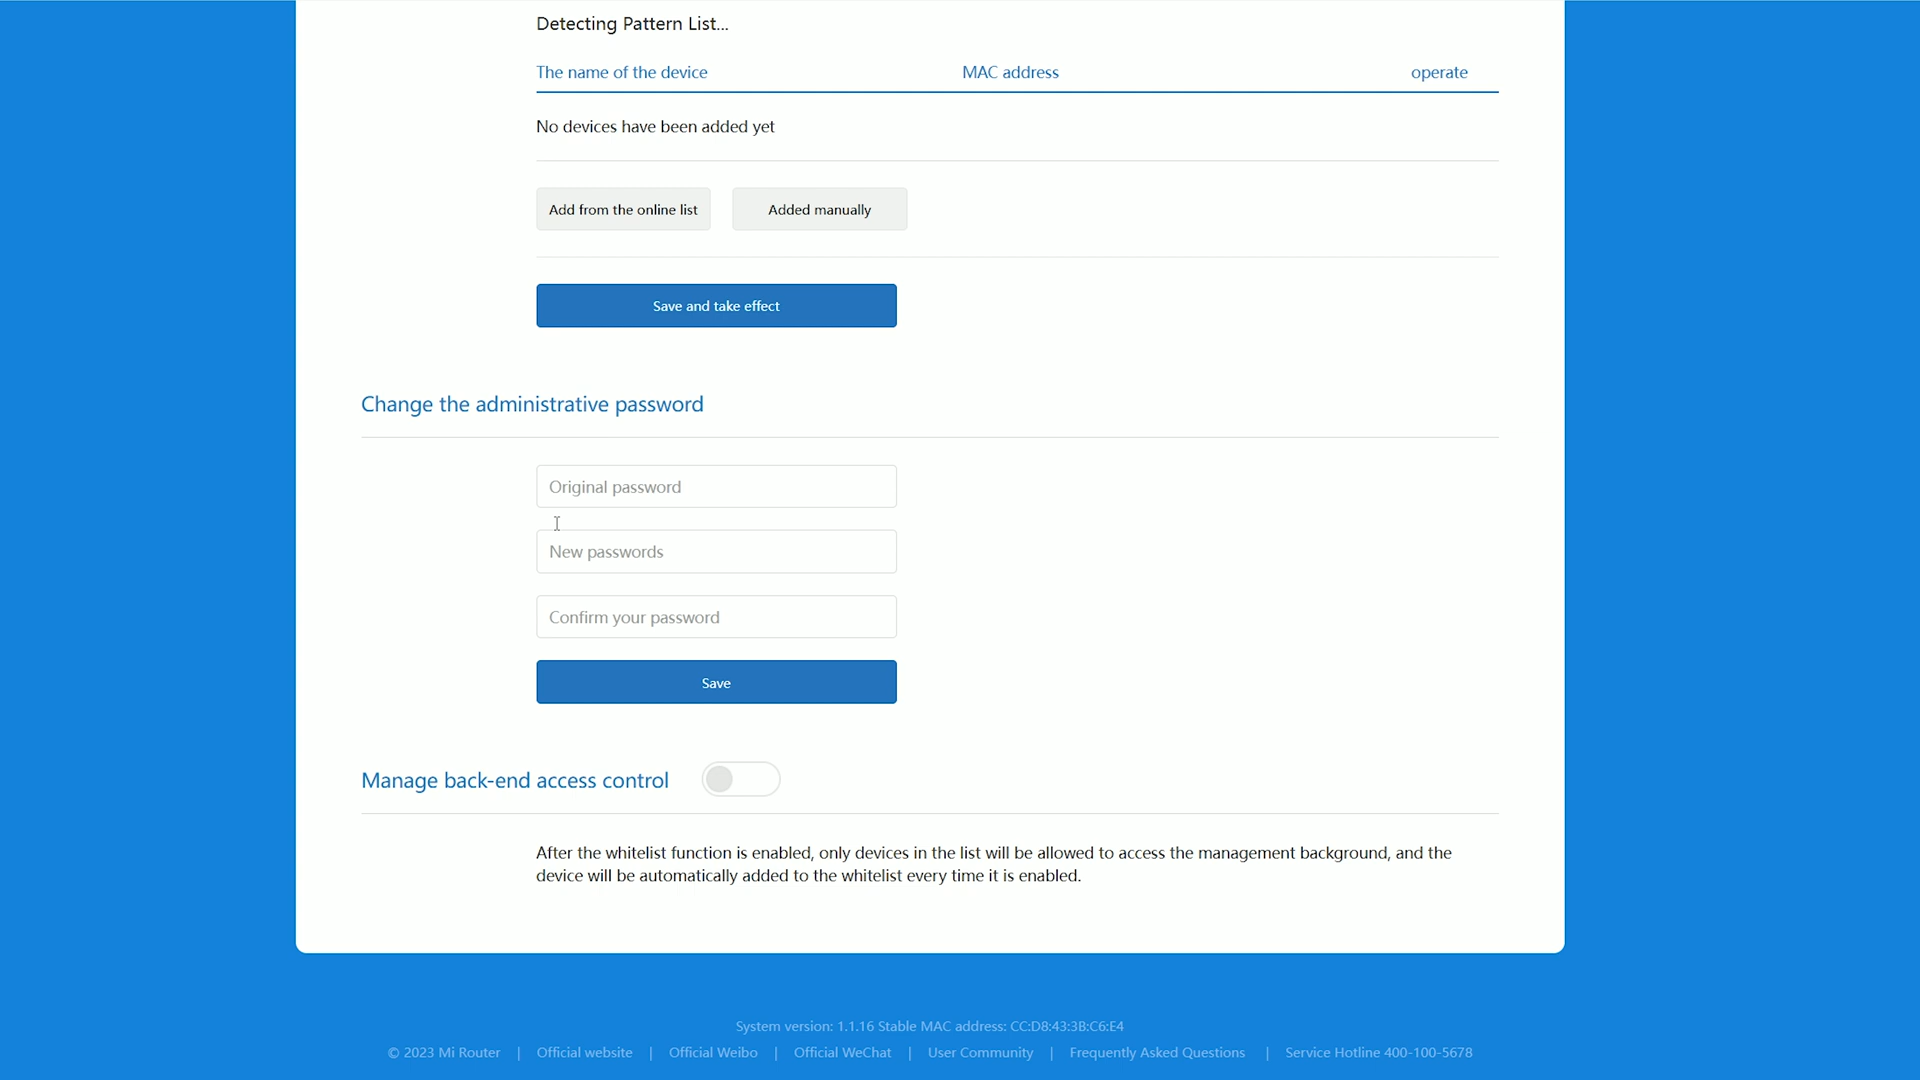 Detecting Pattern List...
The name of the device MAC address operate
No devices have been added yet
Add from the online list Added manually
Save and take effect
Change the administrative password
Original password
New passwords
Confirm your password
Save
Manage back-end access control
After the whitelist function is enabled, only devices in the list will be allowed to access the management background, and the
device will be automatically added to the whitelist every time it is enabled.
System version: 1.1.16 Stable MAC address: CC:D8:43:3B:C6:E4
© 2023 Mi Router | Official website | Official Weibo | Official WeChat | User Community | Frequently Asked Questions | Service Hotline 400-100-5678